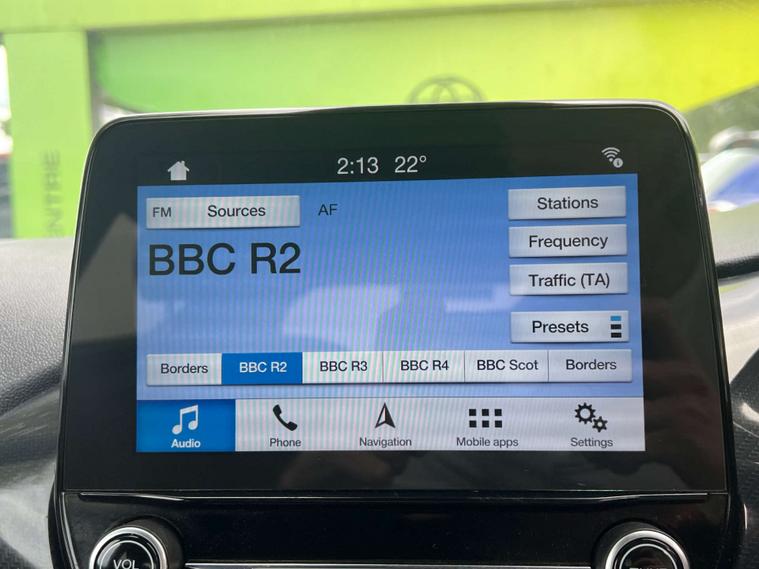 2:13 22°
FM Sources AF
Stations
BBC R2
Frequency
Traffic (TA)
Presets
Borders BBC R2 BBC R3 BBC R4 BBC Scot Borders
Audio Phone Navigation Mobile apps Settings
VOL